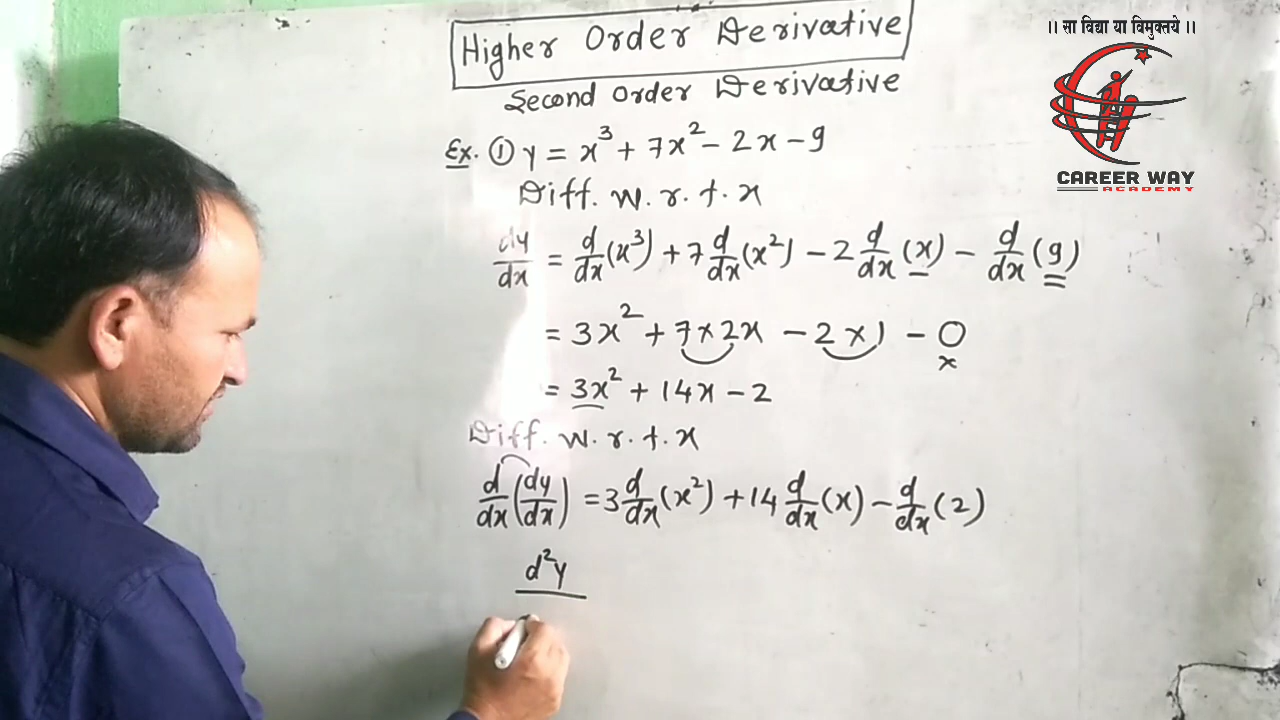 Higher Order Derivative
Second Order Derivative
Ex. ① y = x³ + 7x² - 2x - 9
Diff. w. r. t. x
dy/dx = d/dx (x³) + 7 d/dx (x²) - 2 d/dx (x) - d/dx (9)
= 3x² + 7 × 2x - 2 × 1 - 0
x
= 3x² + 14x - 2
Diff. w. r. t. x
d/dx (dy/dx) = 3 d/dx (x²) + 14 d/dx (x) - d/dx (2)
d²y
।। सा विद्या या विमुक्तये ।।
CAREER WAY
ACADEMY